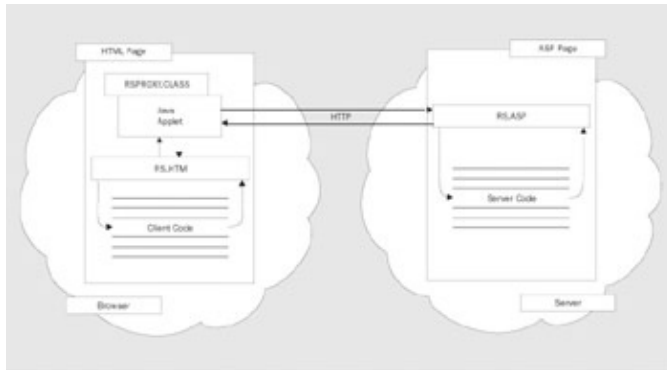 HTML Page
ASP Page
RSPROXY.CLASS
Java
Applet
HTTP
RS.ASP
RS.HTM
Server Code
Client Code
Browser
Server